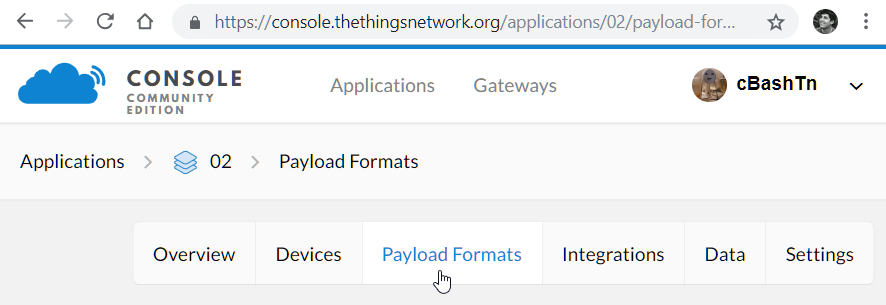 https://console.thethingsnetwork.org/applications/02/payload-for...
CONSOLE
COMMUNITY
EDITION
Applications Gateways cBashTn
Applications 02 Payload Formats
Overview Devices Payload Formats Integrations Data Settings